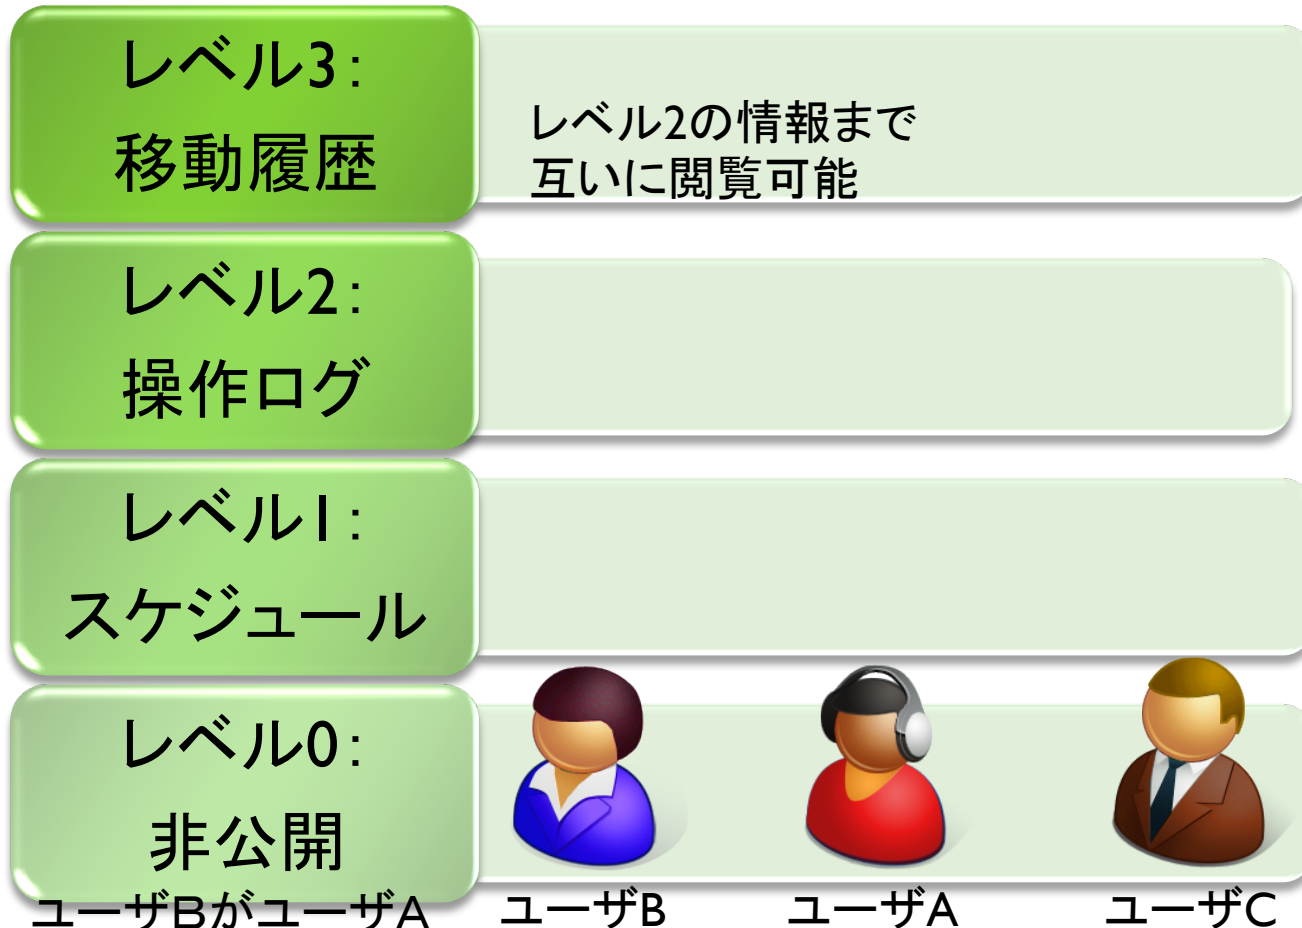 レベル3：
移動履歴
レベル2の情報まで
互いに閲覧可能
レベル2：
操作ログ
レベル1：
スケジュール
レベル0：
非公開
ユーザBがユーザA
ユーザB
ユーザA
ユーザC